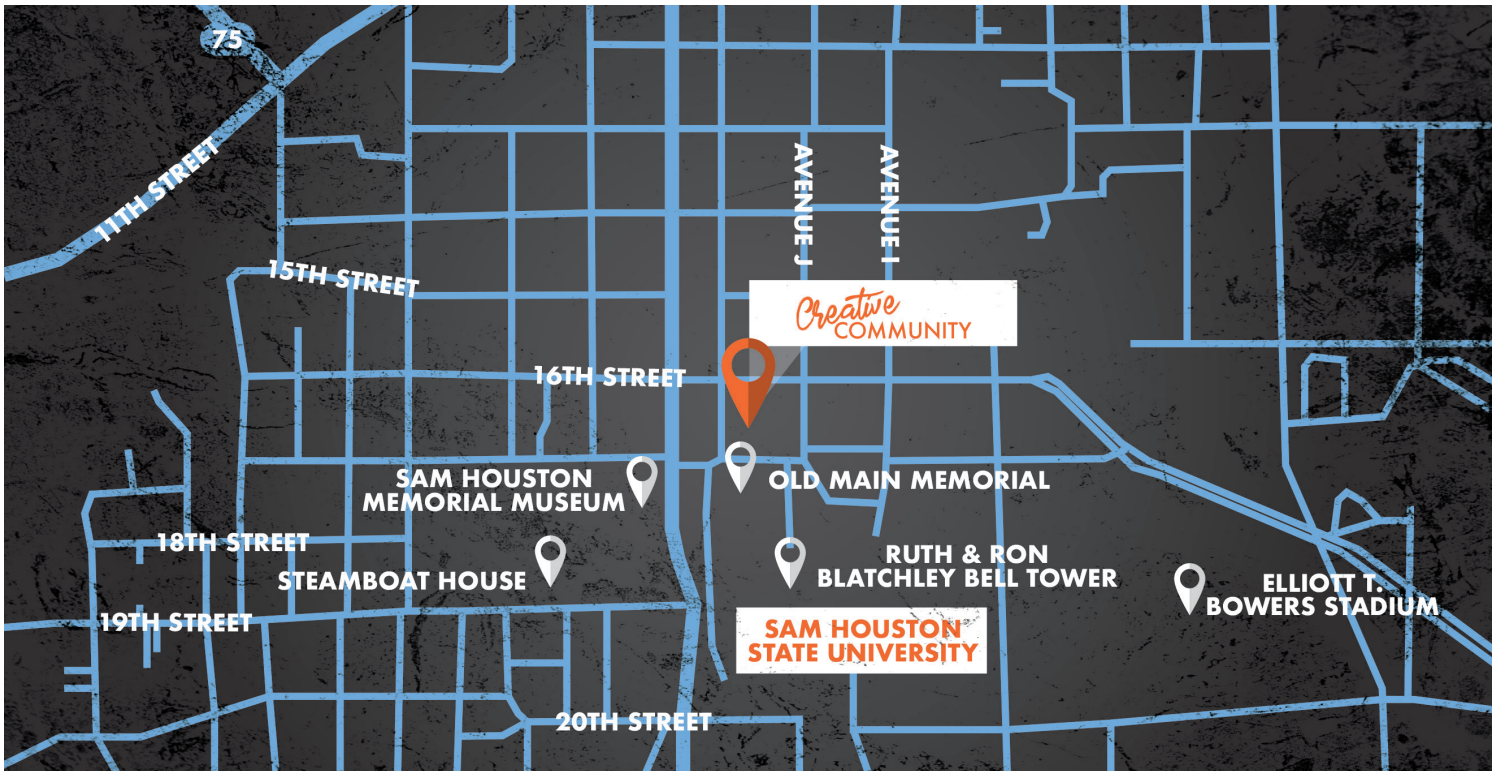 75
11TH STREET
AVENUE J
AVENUE I
15TH STREET
Creative
COMMUNITY
16TH STREET
SAM HOUSTON
MEMORIAL MUSEUM
OLD MAIN MEMORIAL
18TH STREET
STEAMBOAT HOUSE
RUTH & RON
BLATCHLEY BELL TOWER
ELLIOTT T.
BOWERS STADIUM
19TH STREET
SAM HOUSTON
STATE UNIVERSITY
20TH STREET